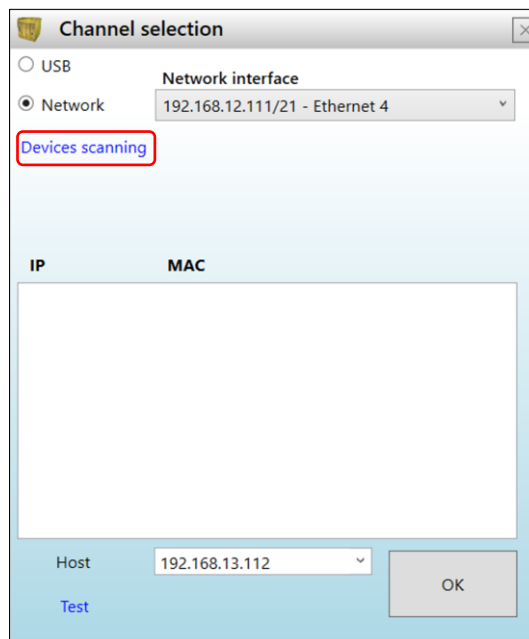 Channel selection
USB
Network interface
Network
192.168.12.111/21 - Ethernet 4
Devices scanning
IP MAC
Host
192.168.13.112
OK
Test